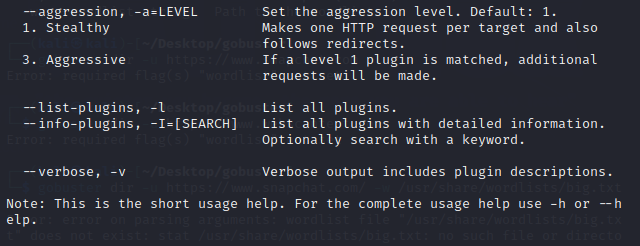 --aggression, -a=LEVEL Set the aggression level. Default: 1.
1. Stealthy Makes one HTTP request per target and also
follows redirects.
3. Aggressive If a level 1 plugin is matched, additional
requests will be made.
--list-plugins, -l List all plugins.
--info-plugins, -I=[SEARCH] List all plugins with detailed information.
Optionally search with a keyword.
--verbose, -v Verbose output includes plugin descriptions.
Note: This is the short usage help. For the complete usage help use -h or --h
elp.